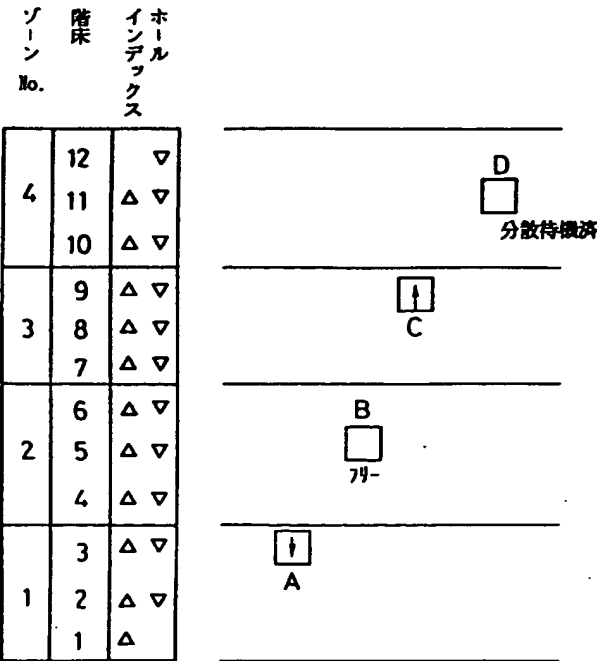 ゾーン No.
階床
ホールインデックス
4
12 ▽
11 △ ▽
10 △ ▽
D
分散待機済
3
9 △ ▽
8 △ ▽
7 △ ▽
↑
C
2
6 △ ▽
5 △ ▽
4 △ ▽
B
フリー
1
3 △ ▽
2 △ ▽
1 △
↓
A